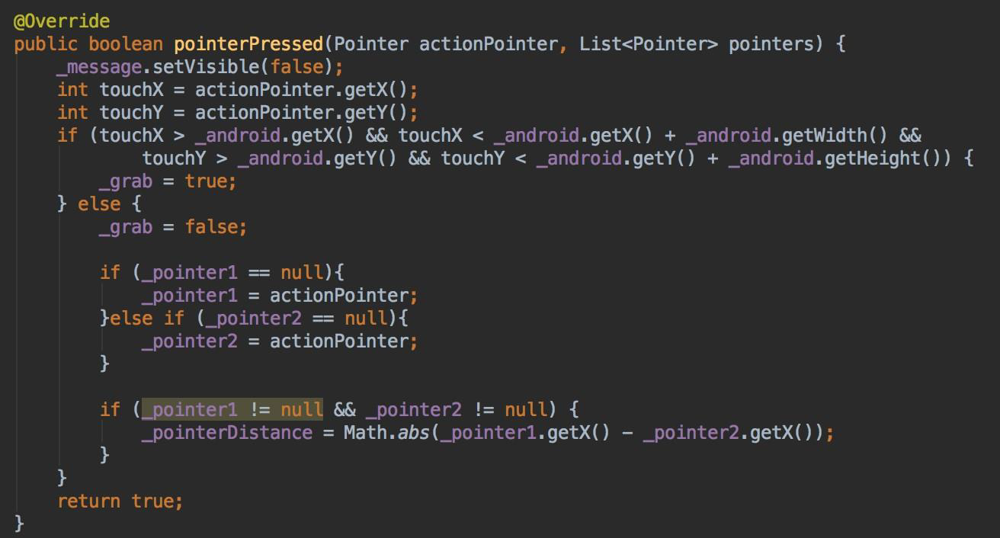 @Override
public boolean pointerPressed(Pointer actionPointer, List<Pointer> pointers) {
    _message.setVisible(false);
    int touchX = actionPointer.getX();
    int touchY = actionPointer.getY();
    if (touchX > _android.getX() && touchX < _android.getX() + _android.getWidth() &&
            touchY > _android.getY() && touchY < _android.getY() + _android.getHeight()) {
        _grab = true;
    } else {
        _grab = false;

        if (_pointer1 == null){
            _pointer1 = actionPointer;
        }else if (_pointer2 == null){
            _pointer2 = actionPointer;
        }

        if (_pointer1 != null && _pointer2 != null) {
            _pointerDistance = Math.abs(_pointer1.getX() - _pointer2.getX());
        }
    }
    return true;
}